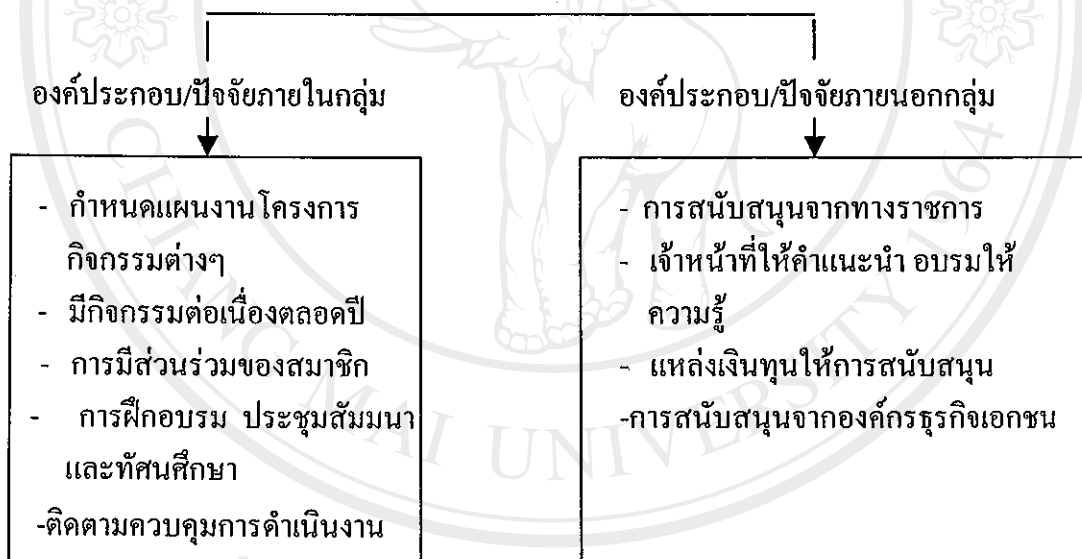 องค์ประกอบ/ปัจจัยภายในกลุ่ม
- กำหนดแผนงาน โครงการ
กิจกรรมต่างๆ
- มีกิจกรรมต่อเนื่องตลอดปี
- การมีส่วนร่วมของสมาชิก
- การฝึกอบรม ประชุมสัมมนา
และทัศนศึกษา
-ติดตามควบคุมการดำเนินงาน
องค์ประกอบ/ปัจจัยภายนอกกลุ่ม
- การสนับสนุนจากทางราชการ
- เจ้าหน้าที่ให้คำแนะนำ อบรมให้
ความรู้
- แหล่งเงินทุนให้การสนับสนุน
-การสนับสนุนจากองค์กรธุรกิจเอกชน
CHIANG MAI UNIVERSITY 1964